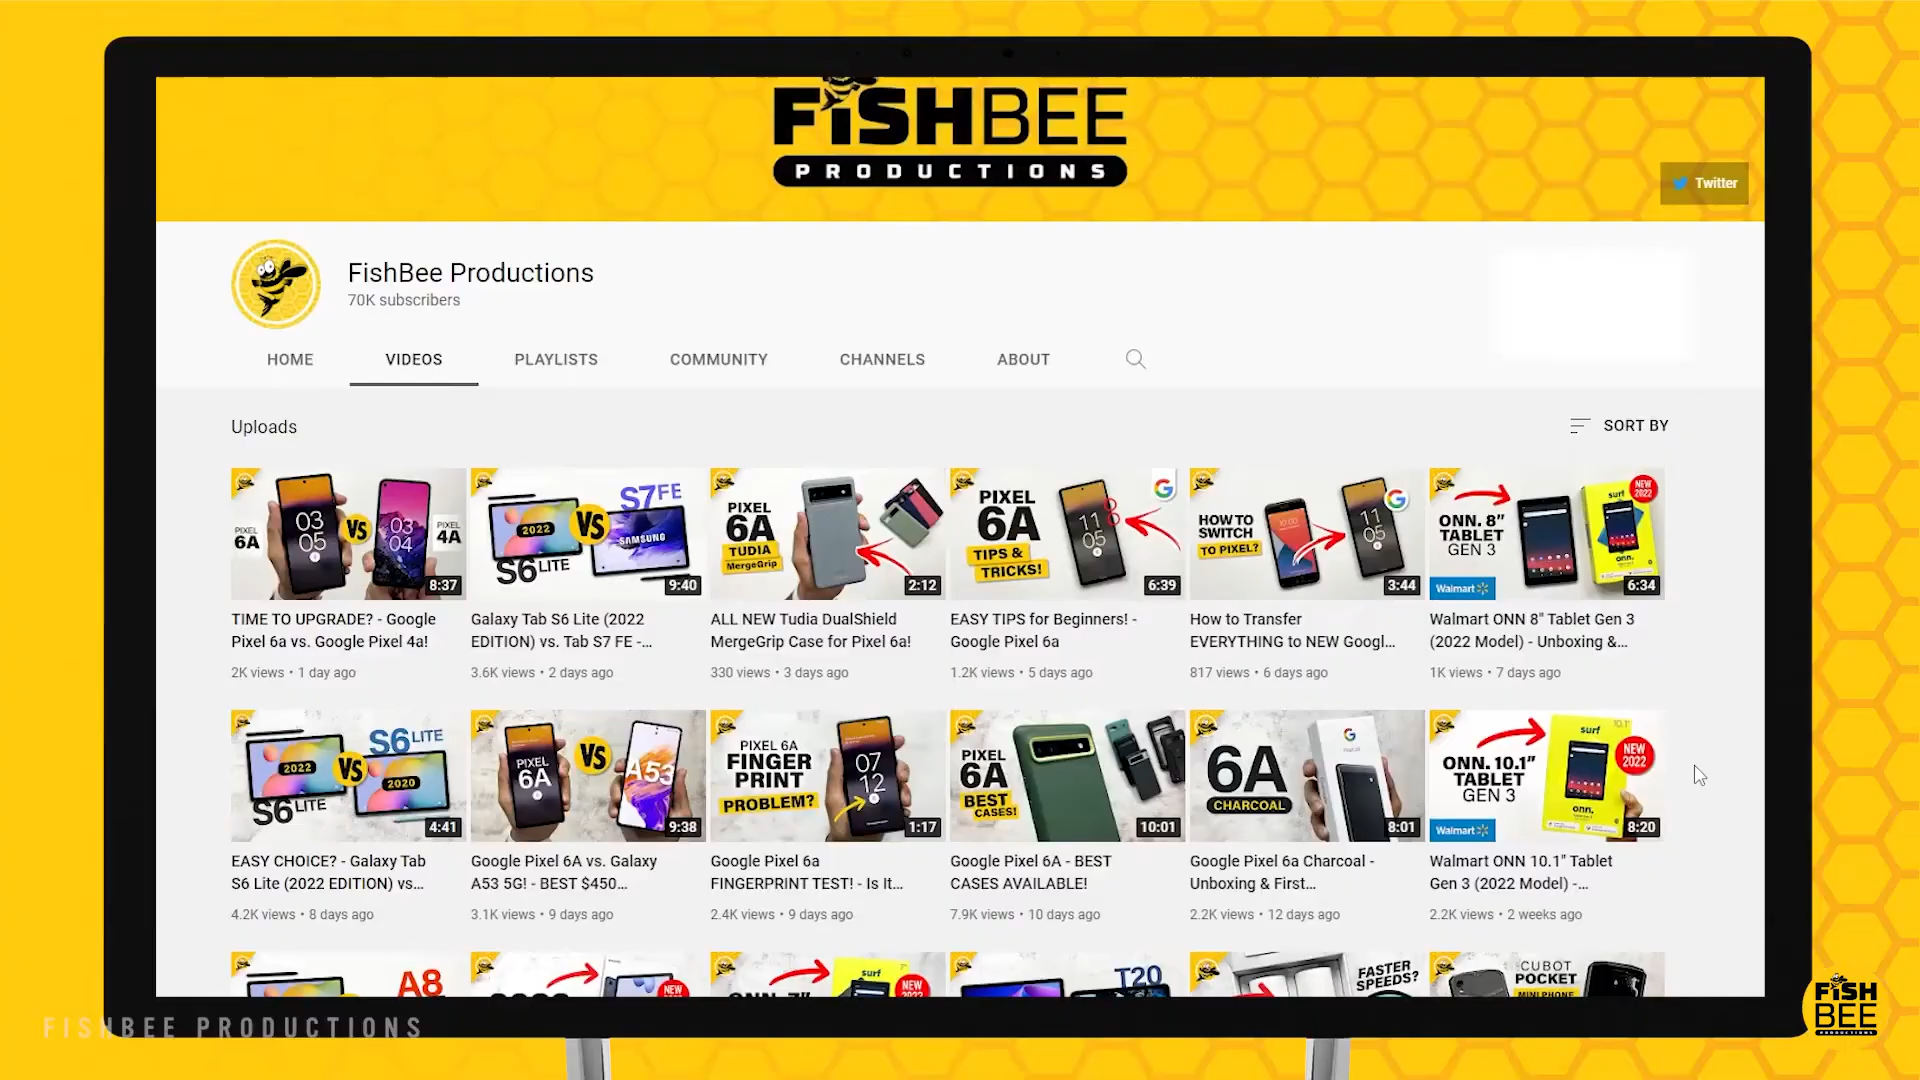 FISHBEE
PRODUCTIONS
Twitter
FishBee Productions
70K subscribers
HOME VIDEOS PLAYLISTS COMMUNITY CHANNELS ABOUT
Uploads
SORT BY
PIXEL
6A
VS
PIXEL
4A
03
05
03
04
8:37
TIME TO UPGRADE? - Google
Pixel 6a vs. Google Pixel 4a!
2K views • 1 day ago
S7 FE
2022
VS
SAMSUNG
S6 LITE
9:40
Galaxy Tab S6 Lite (2022
EDITION) vs. Tab S7 FE -...
3.6K views • 2 days ago
PIXEL
6A
TUDIA
MergeGrip
2:12
ALL NEW Tudia DualShield
MergeGrip Case for Pixel 6a!
330 views • 3 days ago
PIXEL
6A
TIPS &
TRICKS!
11
05
G
6:39
EASY TIPS for Beginners! -
Google Pixel 6a
1.2K views • 5 days ago
HOW TO
SWITCH
TO PIXEL?
11
05
G
3:44
How to Transfer
EVERYTHING to NEW Googl...
817 views • 6 days ago
ONN. 8"
TABLET
GEN 3
Walmart
surf
NEW
2022
onn.
6:34
Walmart ONN 8" Tablet Gen 3
(2022 Model) - Unboxing &...
1K views • 7 days ago
S6 LITE
2022
VS
2020
S6 LITE
4:41
EASY CHOICE? - Galaxy Tab
S6 Lite (2022 EDITION) vs...
4.2K views • 8 days ago
PIXEL
6A
VS
A53
9:38
Google Pixel 6A vs. Galaxy
A53 5G! - BEST $450...
3.1K views • 9 days ago
PIXEL 6A
FINGER
PRINT
PROBLEM?
07
12
1:17
Google Pixel 6a
FINGERPRINT TEST! - Is It...
2.4K views • 9 days ago
PIXEL
6A
BEST
CASES!
10:01
Google Pixel 6A - BEST
CASES AVAILABLE!
7.9K views • 10 days ago
6A
CHARCOAL
G
8:01
Google Pixel 6a Charcoal -
Unboxing & First...
2.2K views • 12 days ago
ONN. 10.1"
TABLET
GEN 3
Walmart
surf
10.1"
NEW
2022
onn.
8:20
Walmart ONN 10.1" Tablet
Gen 3 (2022 Model) -...
2.2K views • 2 weeks ago
A8
NEW
surf
NEW
2022
T20
FASTER
SPEEDS?
CUBOT
POCKET
MINI PHONE
FISHBEE PRODUCTIONS
FISH
BEE
PRODUCTIONS